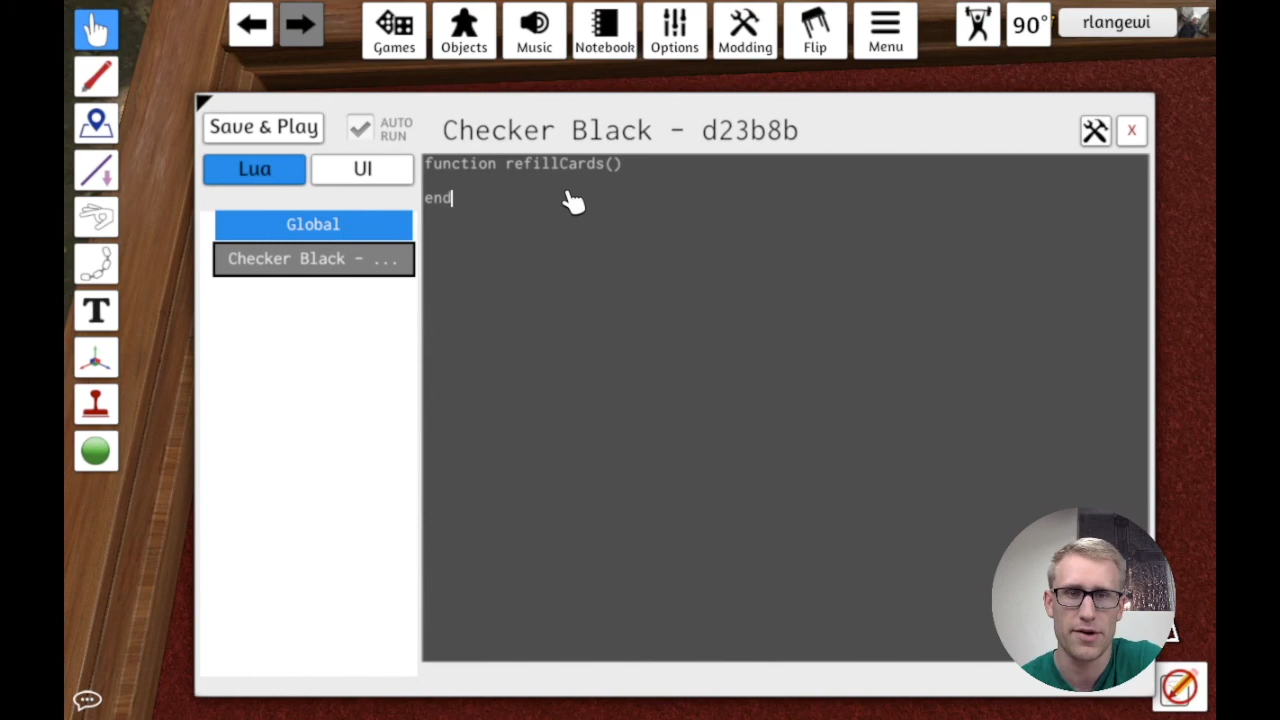 Games
Objects
Music
Notebook
Options
Modding
Flip
Menu
90°
rlangewi
Save & Play
AUTO
RUN
Checker Black - d23b8b
X
Lua
UI
Global
Checker Black - ...
function refillCards()
end
T